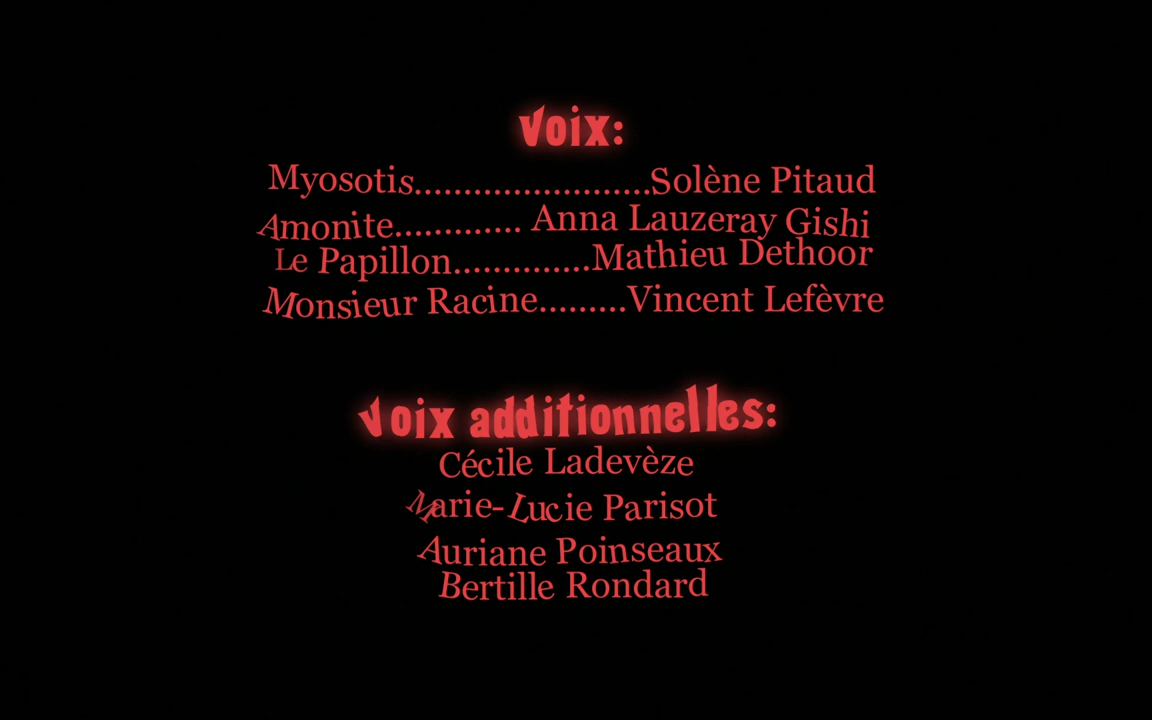 Voix:
Myosotis........................Solène Pitaud
Amonite............. Anna Lauzeray Gishi
Le Papillon..............Mathieu Dethoor
Monsieur Racine.........Vincent Lefèvre
Voix additionnelles:
Cécile Ladevèze
Marie-Lucie Parisot
Auriane Poinseaux
Bertille Rondard